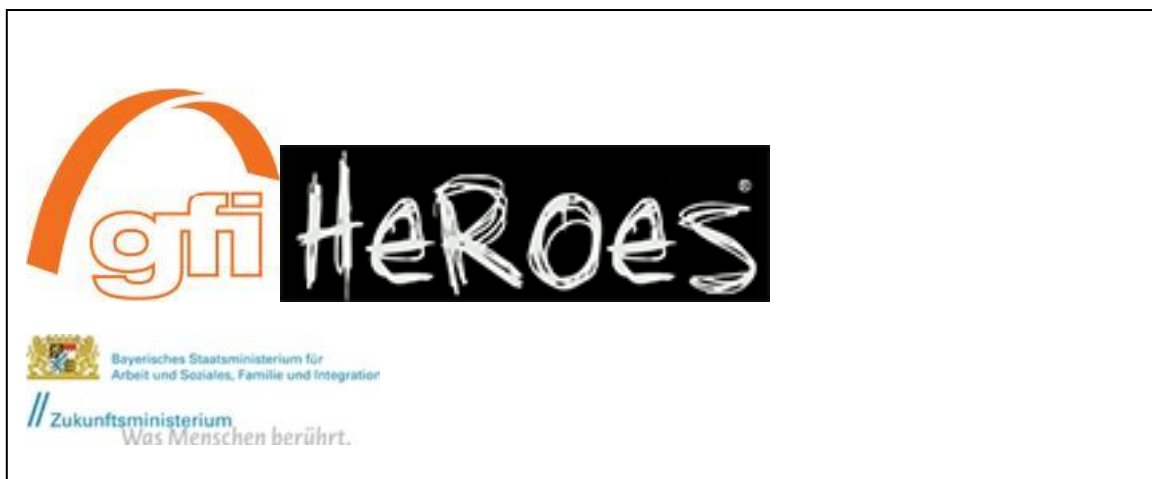 gfi
HeRoes®
Bayerisches Staatsministerium für
Arbeit und Soziales, Familie und Integration
// Zukunftsministerium
Was Menschen berührt.